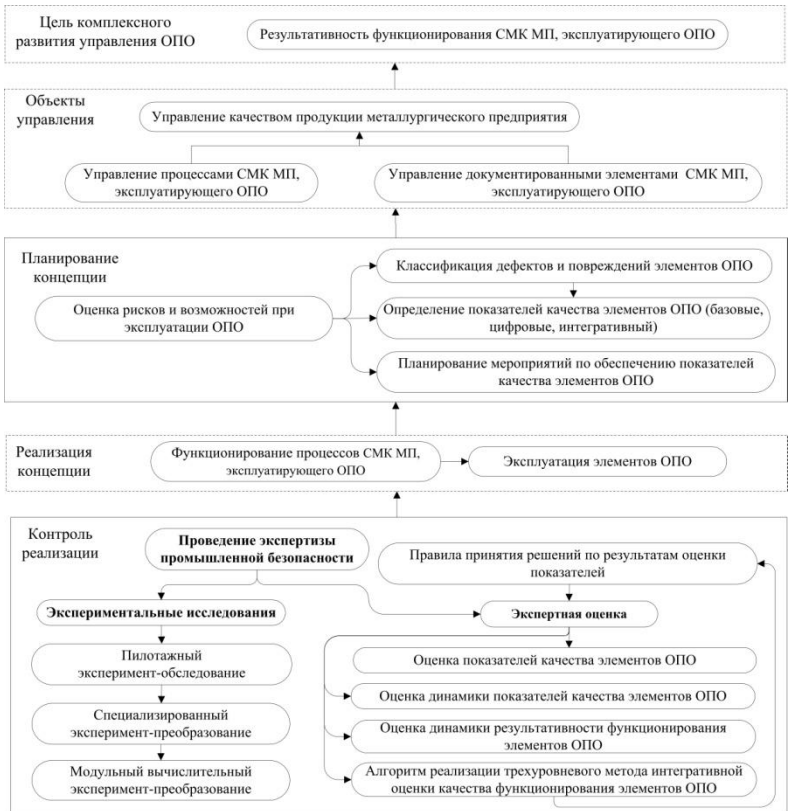 Цель комплексного
развития управления ОПО
Результативность функционирования СМК МП, эксплуатирующего ОПО
Объекты
управления
Управление качеством продукции металлургического предприятия
Управление процессами СМК МП,
эксплуатирующего ОПО
Управление документированными элементами СМК МП,
эксплуатирующего ОПО
Планирование
концепции
Оценка рисков и возможностей при
эксплуатации ОПО
Классификация дефектов и повреждений элементов ОПО
Определение показателей качества элементов ОПО (базовые,
цифровые, интегративный)
Планирование мероприятий по обеспечению показателей
качества элементов ОПО
Реализация
концепции
Функционирование процессов СМК МП,
эксплуатирующего ОПО
Эксплуатация элементов ОПО
Контроль
реализации
Проведение экспертизы
промышленной безопасности
Экспериментальные исследования
Пилотажный
эксперимент-обследование
Специализированный
эксперимент-преобразование
Модульный вычислительный
эксперимент-преобразование
Правила принятия решений по результатам оценки
показателей
Экспертная оценка
Оценка показателей качества элементов ОПО
Оценка динамики показателей качества элементов ОПО
Оценка динамики результативности функционирования
элементов ОПО
Алгоритм реализации трехуровневого метода интегративной
оценки качества функционирования элементов ОПО